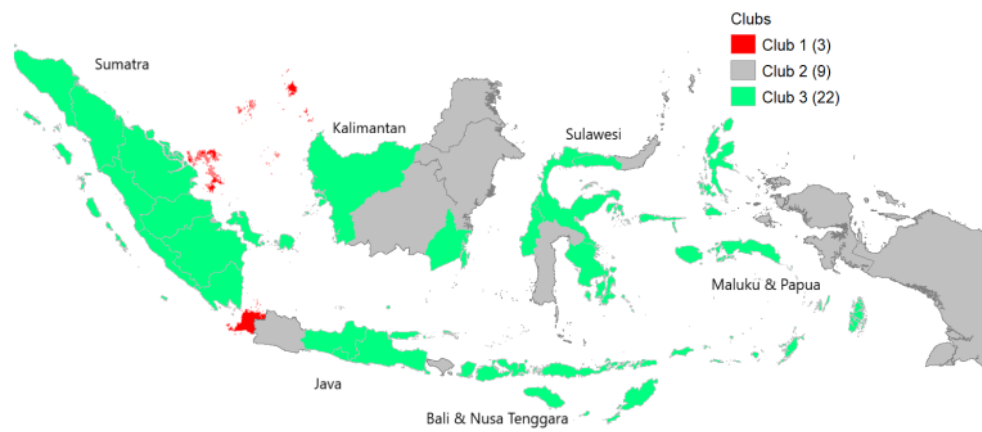 Clubs
Club 1 (3)
Club 2 (9)
Club 3 (22)
Sumatra
Kalimantan
Sulawesi
Maluku & Papua
Java
Bali & Nusa Tenggara